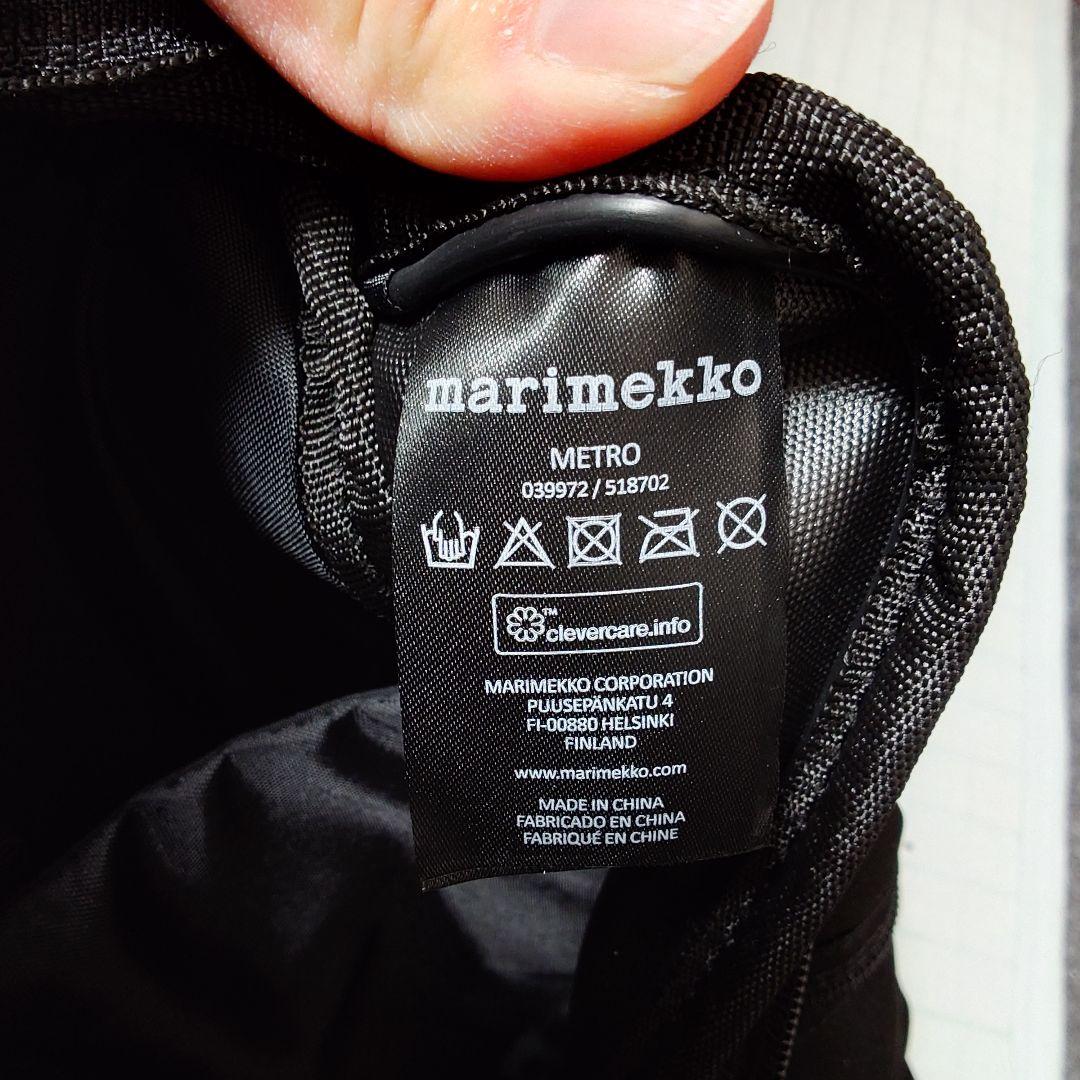 marimekko
METRO
039972 / 518702
™
clevercare.info
MARIMEKKO CORPORATION
PUUSEPÄNKATU 4
FI-00880 HELSINKI
FINLAND
www.marimekko.com
MADE IN CHINA
FABRICADO EN CHINA
FABRIQUÉ EN CHINE